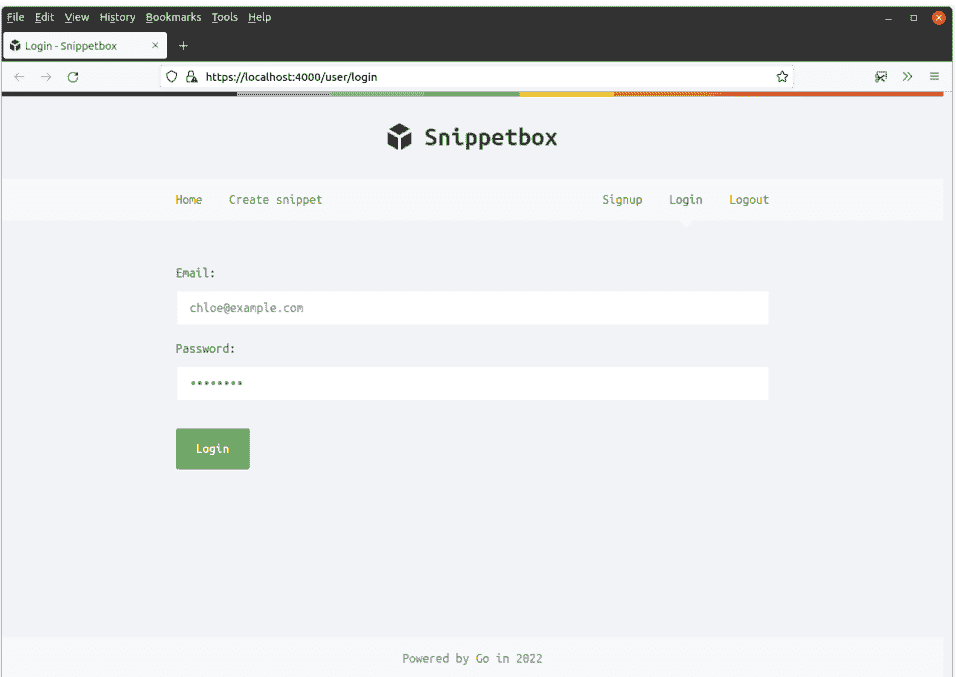 File Edit View History Bookmarks Tools Help
Login - Snippetbox
https://localhost:4000/user/login
Snippetbox
Home Create snippet Signup Login Logout
Email:
chloe@example.com
Password:
Login
Powered by Go in 2022